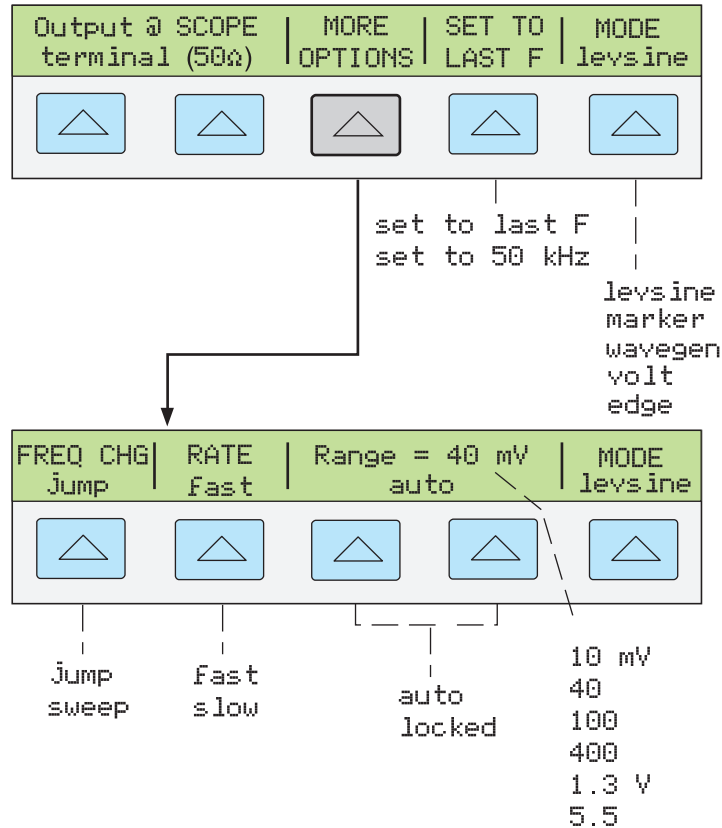 Output @ SCOPE
terminal (50Ω)
MORE
OPTIONS
SET TO
LAST F
MODE
levsine
set to last F
set to 50 kHz
levsine
marker
wavegen
volt
edge
FREQ CHG
jump
RATE
fast
Range = 40 mV
auto
MODE
levsine
jump
sweep
fast
slow
auto
locked
10 mV
40
100
400
1.3 V
5.5